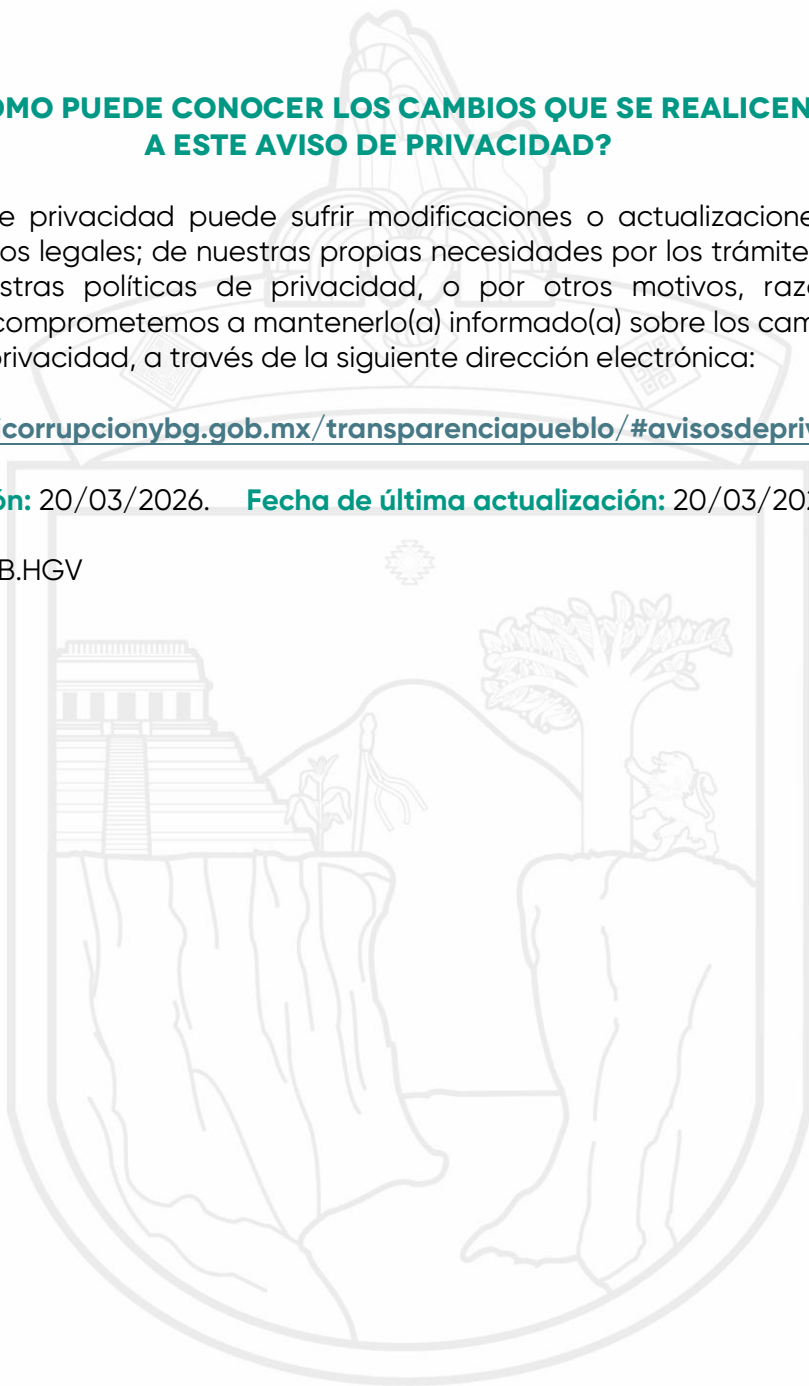 OMO PUEDE CONOCER LOS CAMBIOS QUE SE REALICEN
A ESTE AVISO DE PRIVACIDAD?
e privacidad puede sufrir modificaciones o actualizacione
os legales; de nuestras propias necesidades por los trámite
stras políticas de privacidad, o por otros motivos, raz
comprometemos a mantenerlo(a) informado(a) sobre los cam
privacidad, a través de la siguiente dirección electrónica:
icorrupcionybg.gob.mx/transparenciapueblo/#avisosdepriv
ón: 20/03/2026. Fecha de última actualización: 20/03/202
B.HGV